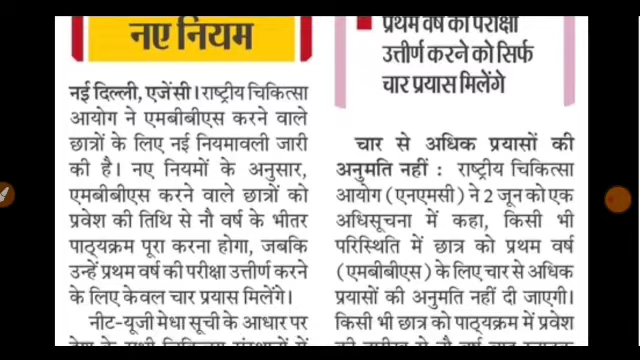 नए नियम
नई दिल्ली, एजेंसी। राष्ट्रीय चिकित्सा
आयोग ने एमबीबीएस करने वाले
छात्रों के लिए नई नियमावली जारी
की है। नए नियमों के अनुसार,
एमबीबीएस करने वाले छात्रों को
प्रवेश की तिथि से नौ वर्ष के भीतर
पाठ्यक्रम पूरा करना होगा, जबकि
उन्हें प्रथम वर्ष की परीक्षा उत्तीर्ण करने
के लिए केवल चार प्रयास मिलेंगे।
नीट-यूजी मेधा सूची के आधार पर
देश के सभी चिकित्सा संस्थानों में
प्रथम वर्ष की परीक्षा
उत्तीर्ण करने को सिर्फ
चार प्रयास मिलेंगे
चार से अधिक प्रयासों की
अनुमति नहीं : राष्ट्रीय चिकित्सा
आयोग (एनएमसी) ने 2 जून को एक
अधिसूचना में कहा, किसी भी
परिस्थिति में छात्र को प्रथम वर्ष
(एमबीबीएस) के लिए चार से अधिक
प्रयासों की अनुमति नहीं दी जाएगी।
किसी भी छात्र को पाठ्यक्रम में प्रवेश
की तारीख से नौ वर्ष बाद स्नातक